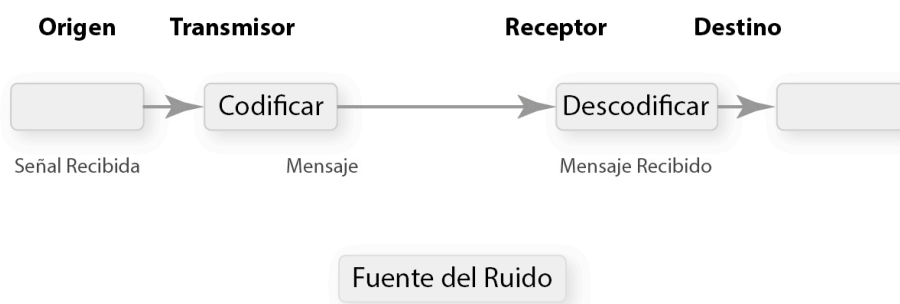 Origen Transmisor Receptor Destino
Codificar Descodificar
Señal Recibida Mensaje Mensaje Recibido
Fuente del Ruido